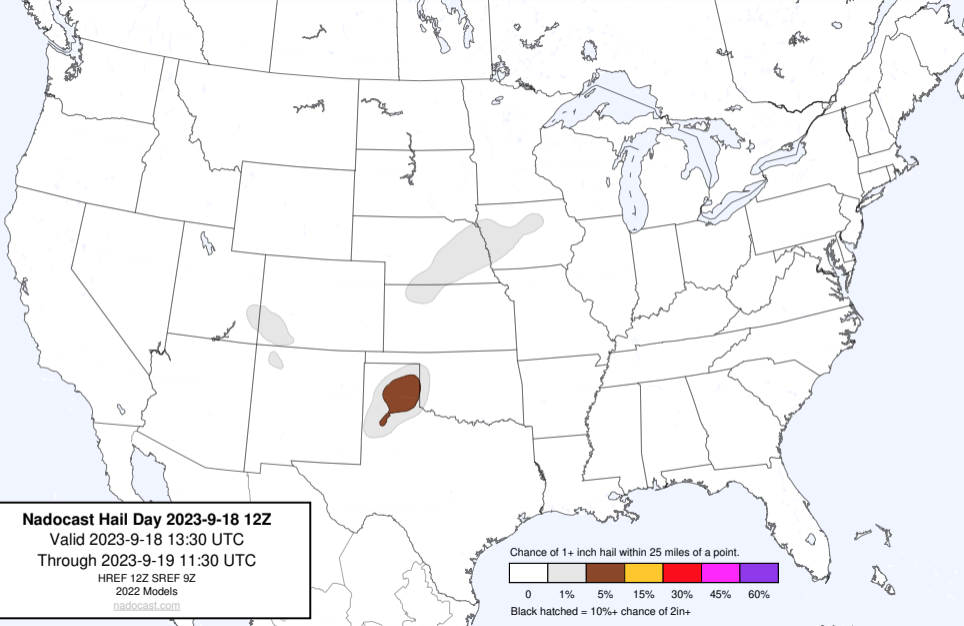 Nadocast Hail Day 2023-9-18 12Z
Valid 2023-9-18 13:30 UTC
Through 2023-9-19 11:30 UTC
HREF 12Z SREF 9Z
2022 Models
nadocast.com
Chance of 1+ inch hail within 25 miles of a point.
0 1% 5% 15% 30% 45% 60%
Black hatched = 10%+ chance of 2in+